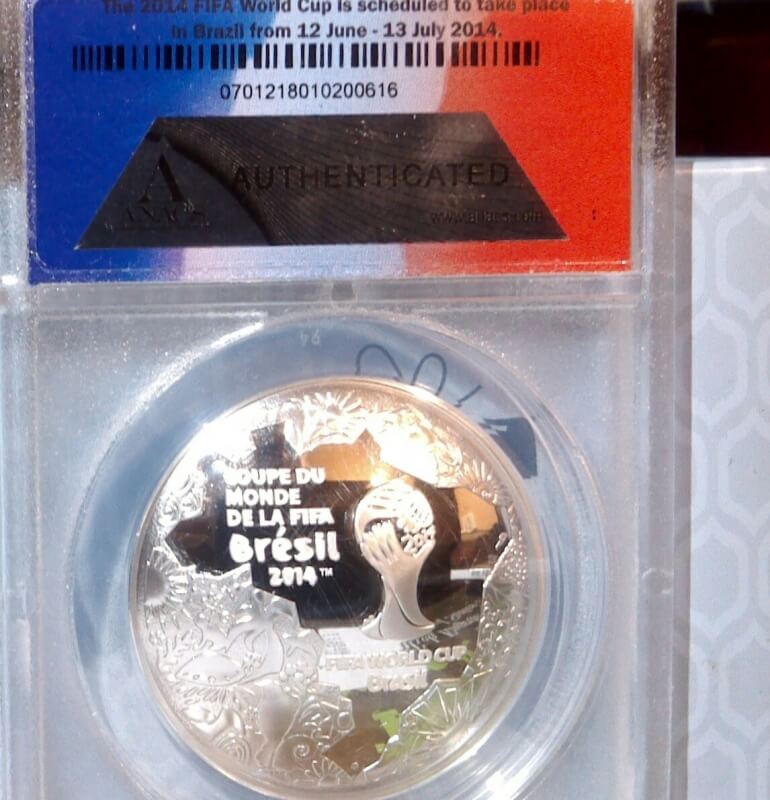 The 2014 FIFA World Cup is scheduled to take place
in Brazil from 12 June - 13 July 2014.
0701218010200616
AUTHENTICATED
ANACS
www.anacs.com
94
COUPE DU
MONDE
DE LA FIFA
Brésil
2014™
FIFA WORLD CUP
Brasil